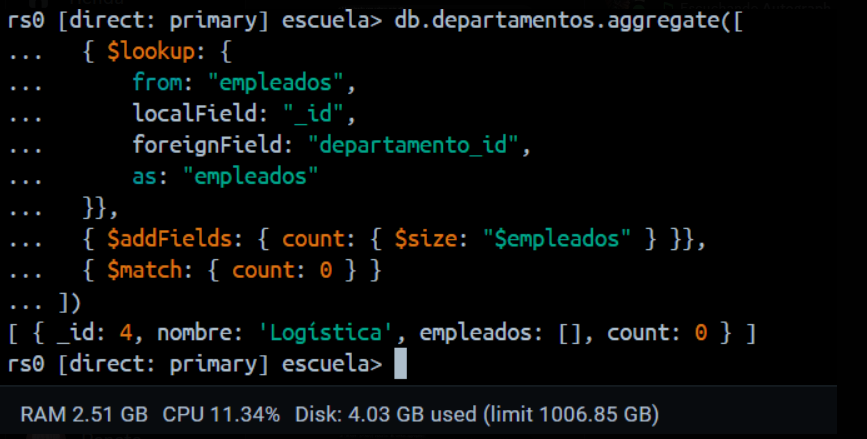 rs0 [direct: primary] escuela> db.departamentos.aggregate([
...   { $lookup: {
...       from: "empleados",
...       localField: "_id",
...       foreignField: "departamento_id",
...       as: "empleados"
...   }},
...   { $addFields: { count: { $size: "$empleados" } }},
...   { $match: { count: 0 } }
... ])
[ { _id: 4, nombre: 'Logística', empleados: [], count: 0 } ]
rs0 [direct: primary] escuela>
RAM 2.51 GB CPU 11.34% Disk: 4.03 GB used (limit 1006.85 GB)